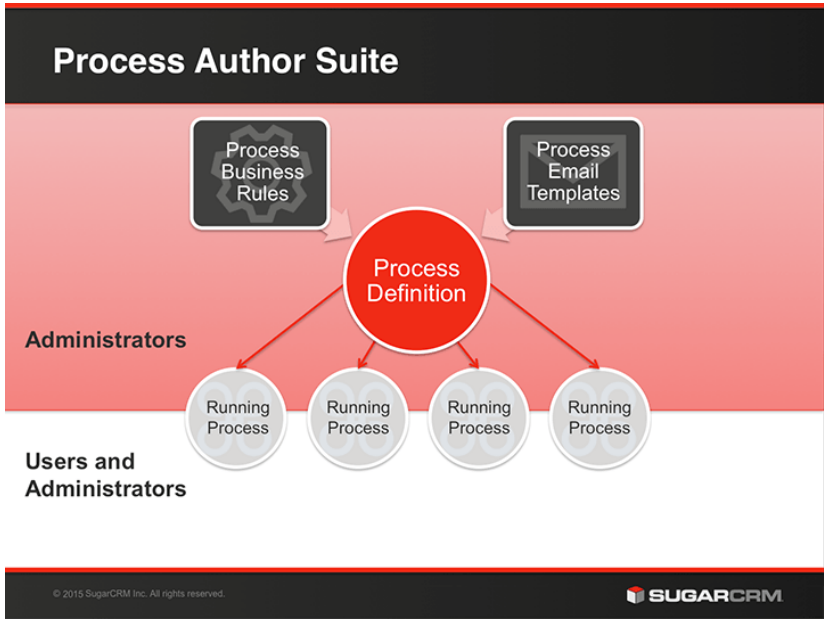 Process Author Suite
Process
Business
Rules
Process
Email
Templates
Process
Definition
Administrators
Running
Process
Running
Process
Running
Process
Running
Process
Users and
Administrators
© 2015 SugarCRM Inc. All rights reserved.
SUGARCRM